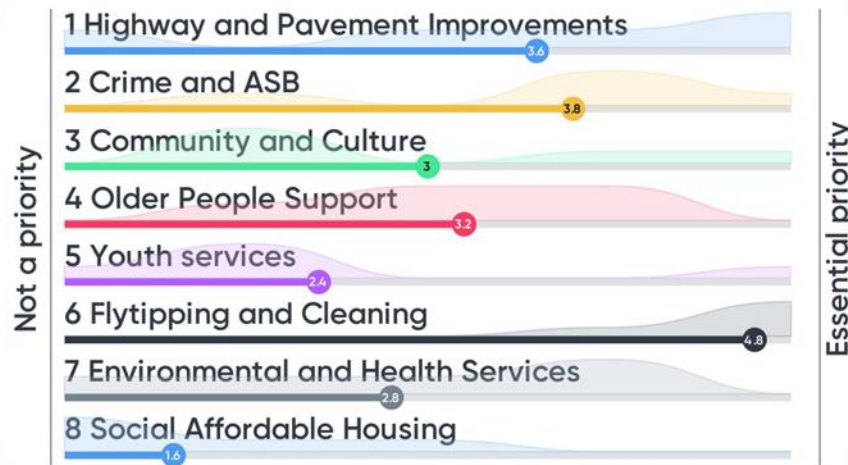 1 Highway and Pavement Improvements
3.6
2 Crime and ASB
3.8
3 Community and Culture
3
4 Older People Support
3.2
5 Youth services
2.4
6 Flytipping and Cleaning
4.8
7 Environmental and Health Services
2.8
8 Social Affordable Housing
1.6
Not a priority
Essential priority